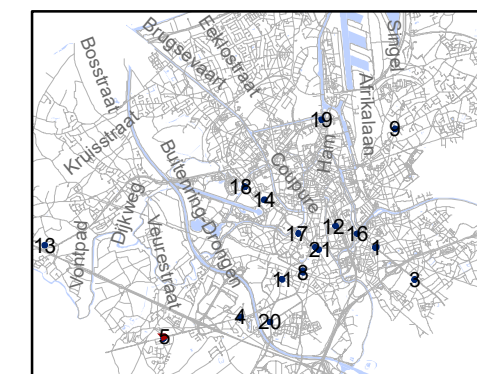 Bosstraat
Brugsevaart
Eeklostraat
Singel
Afrikalaan
Kruisstraat
Buitenring-Drongen
Coupure
Ham
Dijkweg
Vontpad
Veurestraat
19
9
18
14
13
17
12
16
1
21
8
11
3
4
20
5